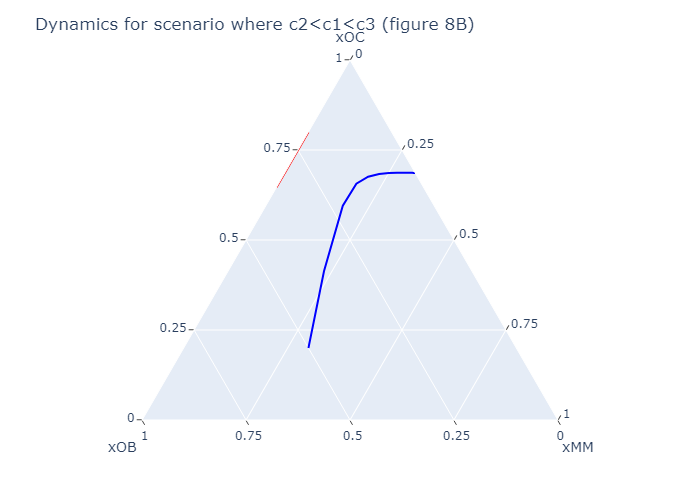 Dynamics for scenario where c2<c1<c3 (figure 8B)
xOC
1 0
0.75 0.25
0.5 0.5
0.25 0.75
0 1
1 0.75 0.5 0.25 0
xOB xMM